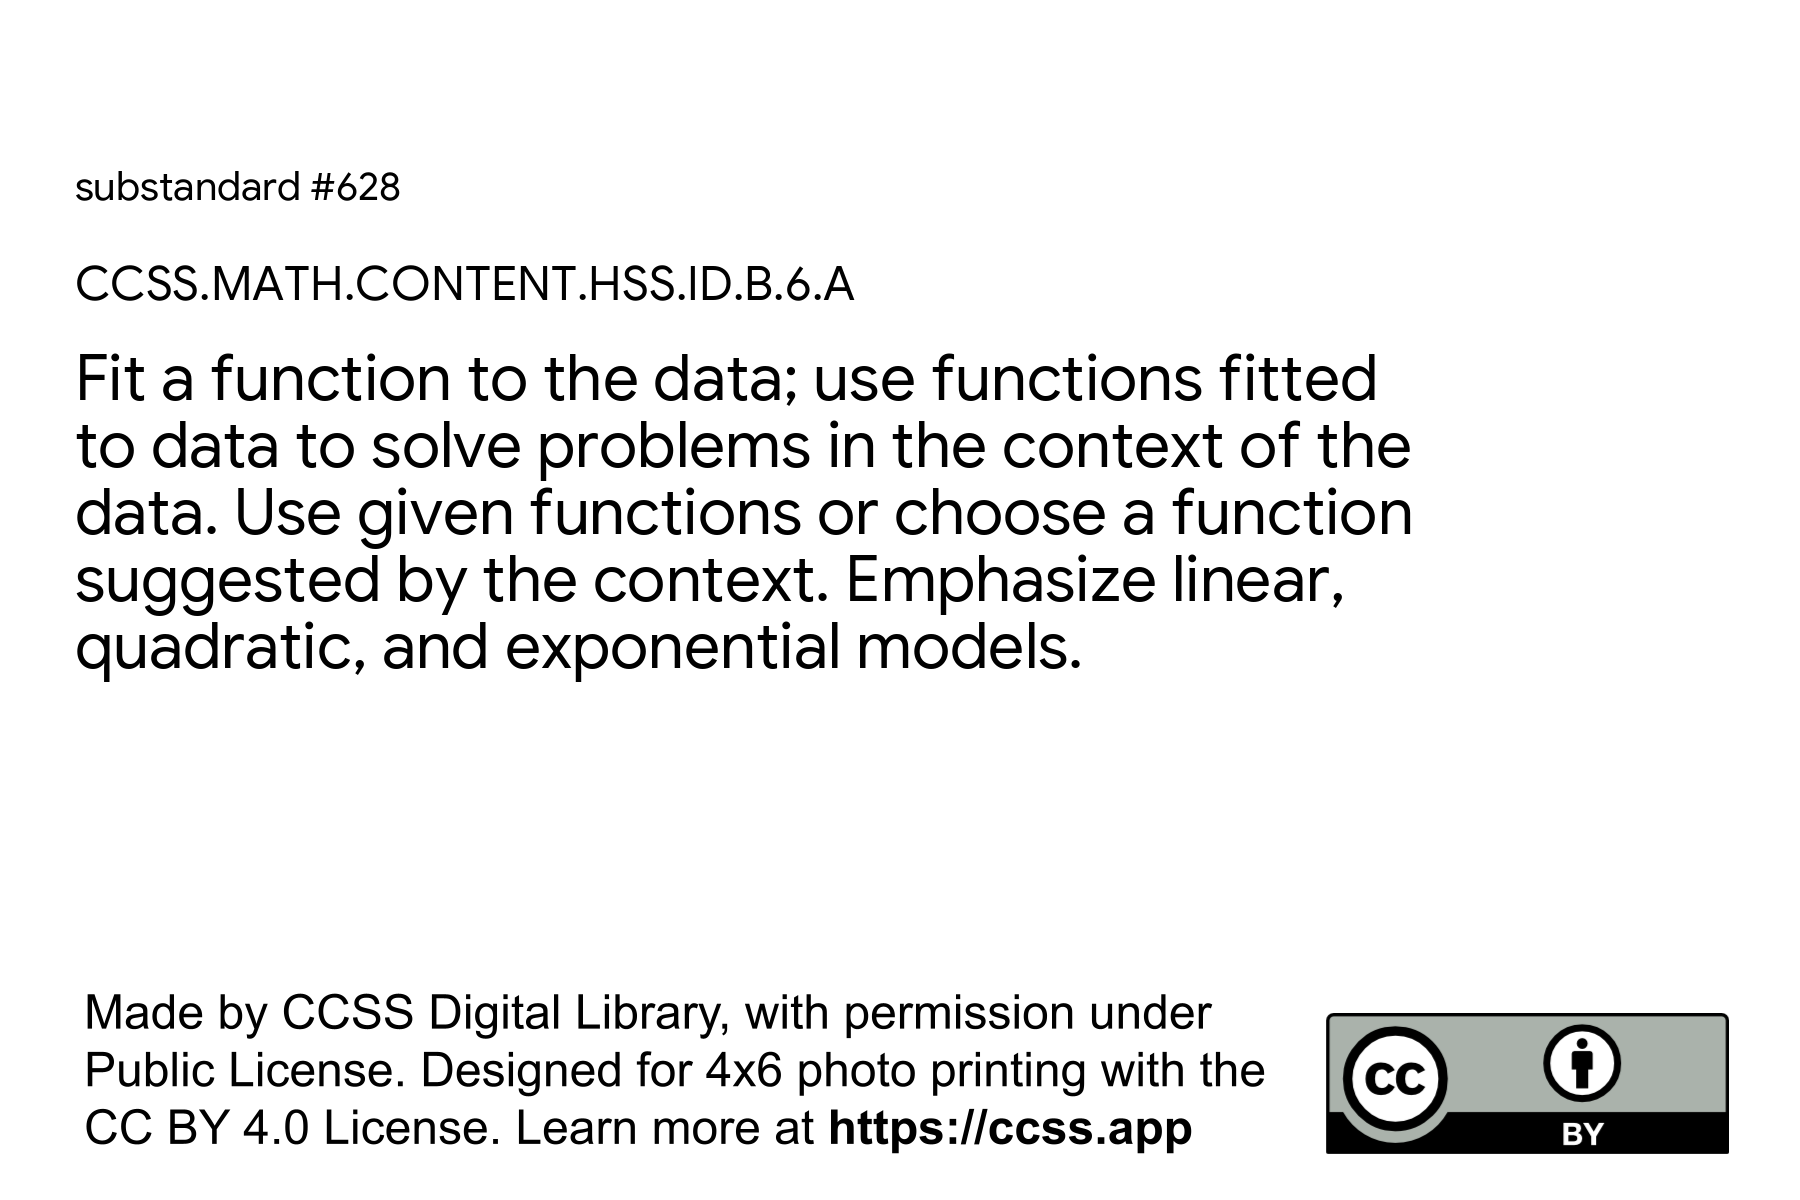 substandard #628
CCSS.MATH.CONTENT.HSS.ID.B.6.A
Fit a function to the data; use functions fitted
to data to solve problems in the context of the
data. Use given functions or choose a function
suggested by the context. Emphasize linear,
quadratic, and exponential models.
Made by CCSS Digital Library, with permission under
Public License. Designed for 4x6 photo printing with the
CC BY 4.0 License. Learn more at https://ccss.app
CC
BY